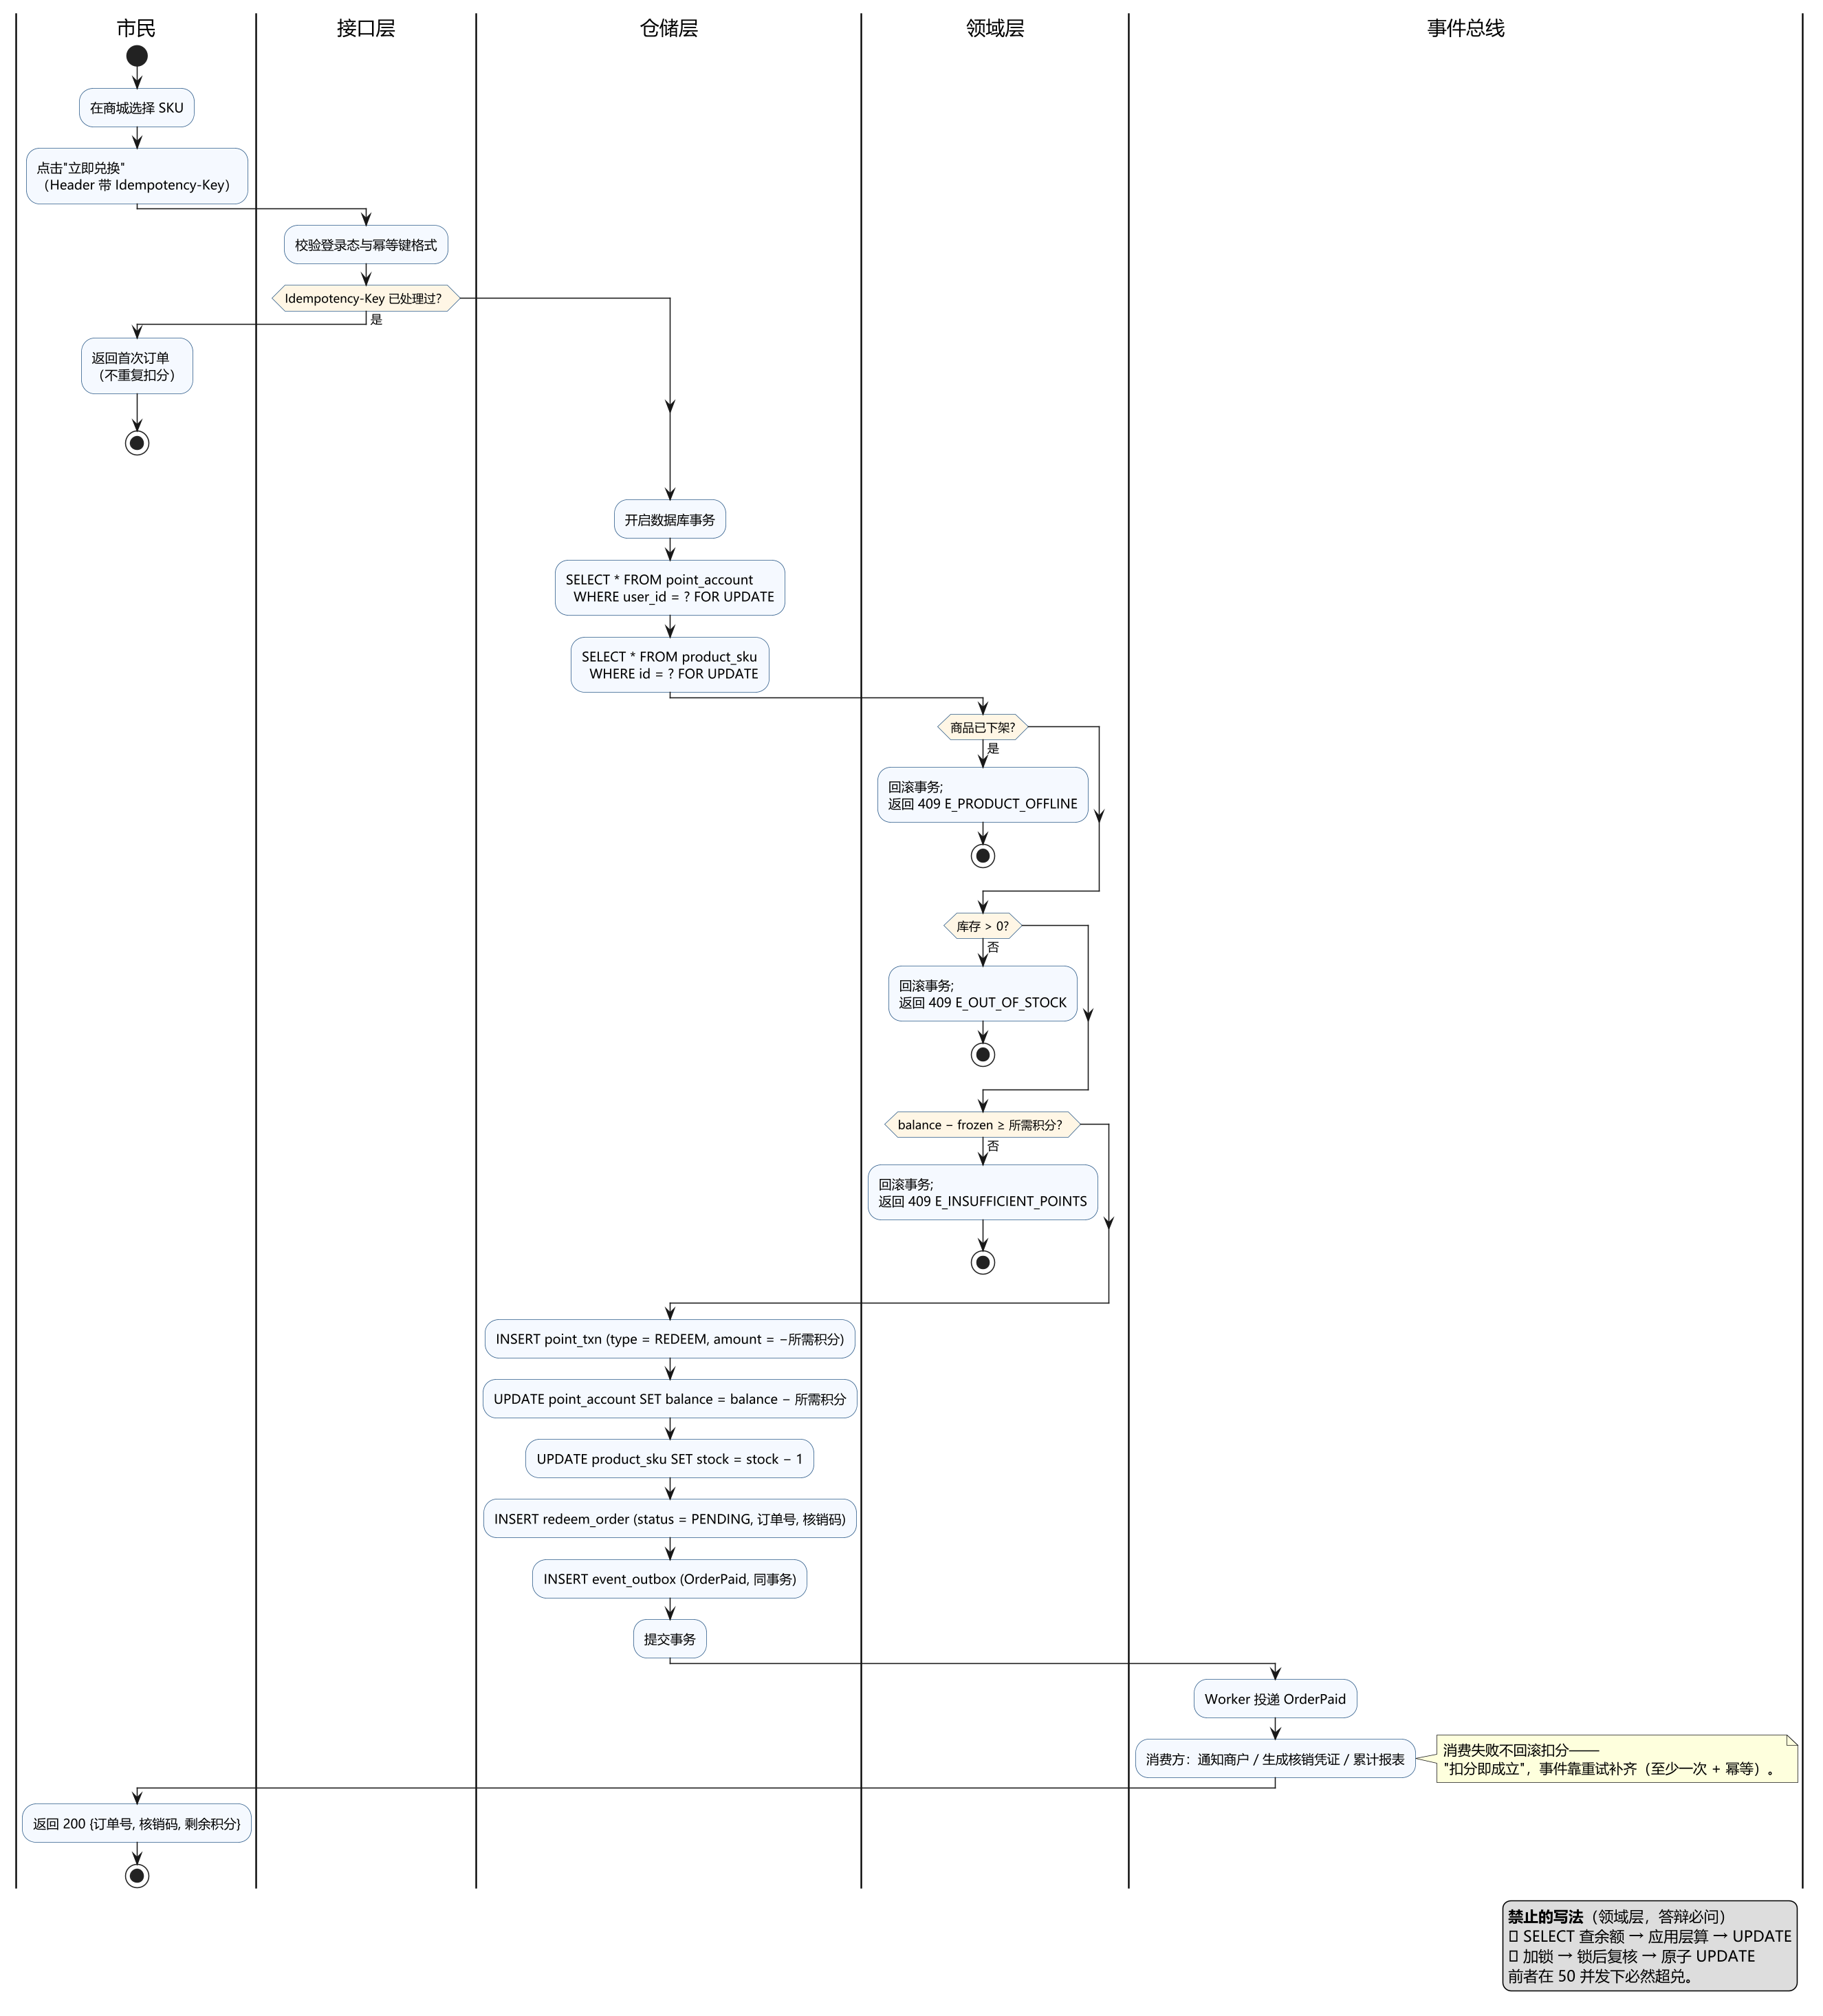 市民
接口层
仓储层
领域层
事件总线
在商城选择 SKU
点击"立即兑换"
（Header 带 Idempotency-Key）
校验登录态与幂等键格式
Idempotency-Key 已处理过?
是
返回首次订单
（不重复扣分）
开启数据库事务
SELECT * FROM point_account
WHERE user_id = ? FOR UPDATE
SELECT * FROM product_sku
WHERE id = ? FOR UPDATE
商品已下架?
是
回滚事务;
返回 409 E_PRODUCT_OFFLINE
库存 > 0?
否
回滚事务;
返回 409 E_OUT_OF_STOCK
balance − frozen ≥ 所需积分?
否
回滚事务;
返回 409 E_INSUFFICIENT_POINTS
INSERT point_txn (type = REDEEM, amount = −所需积分)
UPDATE point_account SET balance = balance − 所需积分
UPDATE product_sku SET stock = stock − 1
INSERT redeem_order (status = PENDING, 订单号, 核销码)
INSERT event_outbox (OrderPaid, 同事务)
提交事务
Worker 投递 OrderPaid
消费方：通知商户 / 生成核销凭证 / 累计报表
消费失败不回滚扣分——
"扣分即成立"，事件靠重试补齐（至少一次 + 幂等）。
返回 200 {订单号, 核销码, 剩余积分}
禁止的写法（领域层，答辩必问）
SELECT 查余额 → 应用层算 → UPDATE
加锁 → 锁后复核 → 原子 UPDATE
前者在 50 并发下必然超兑。